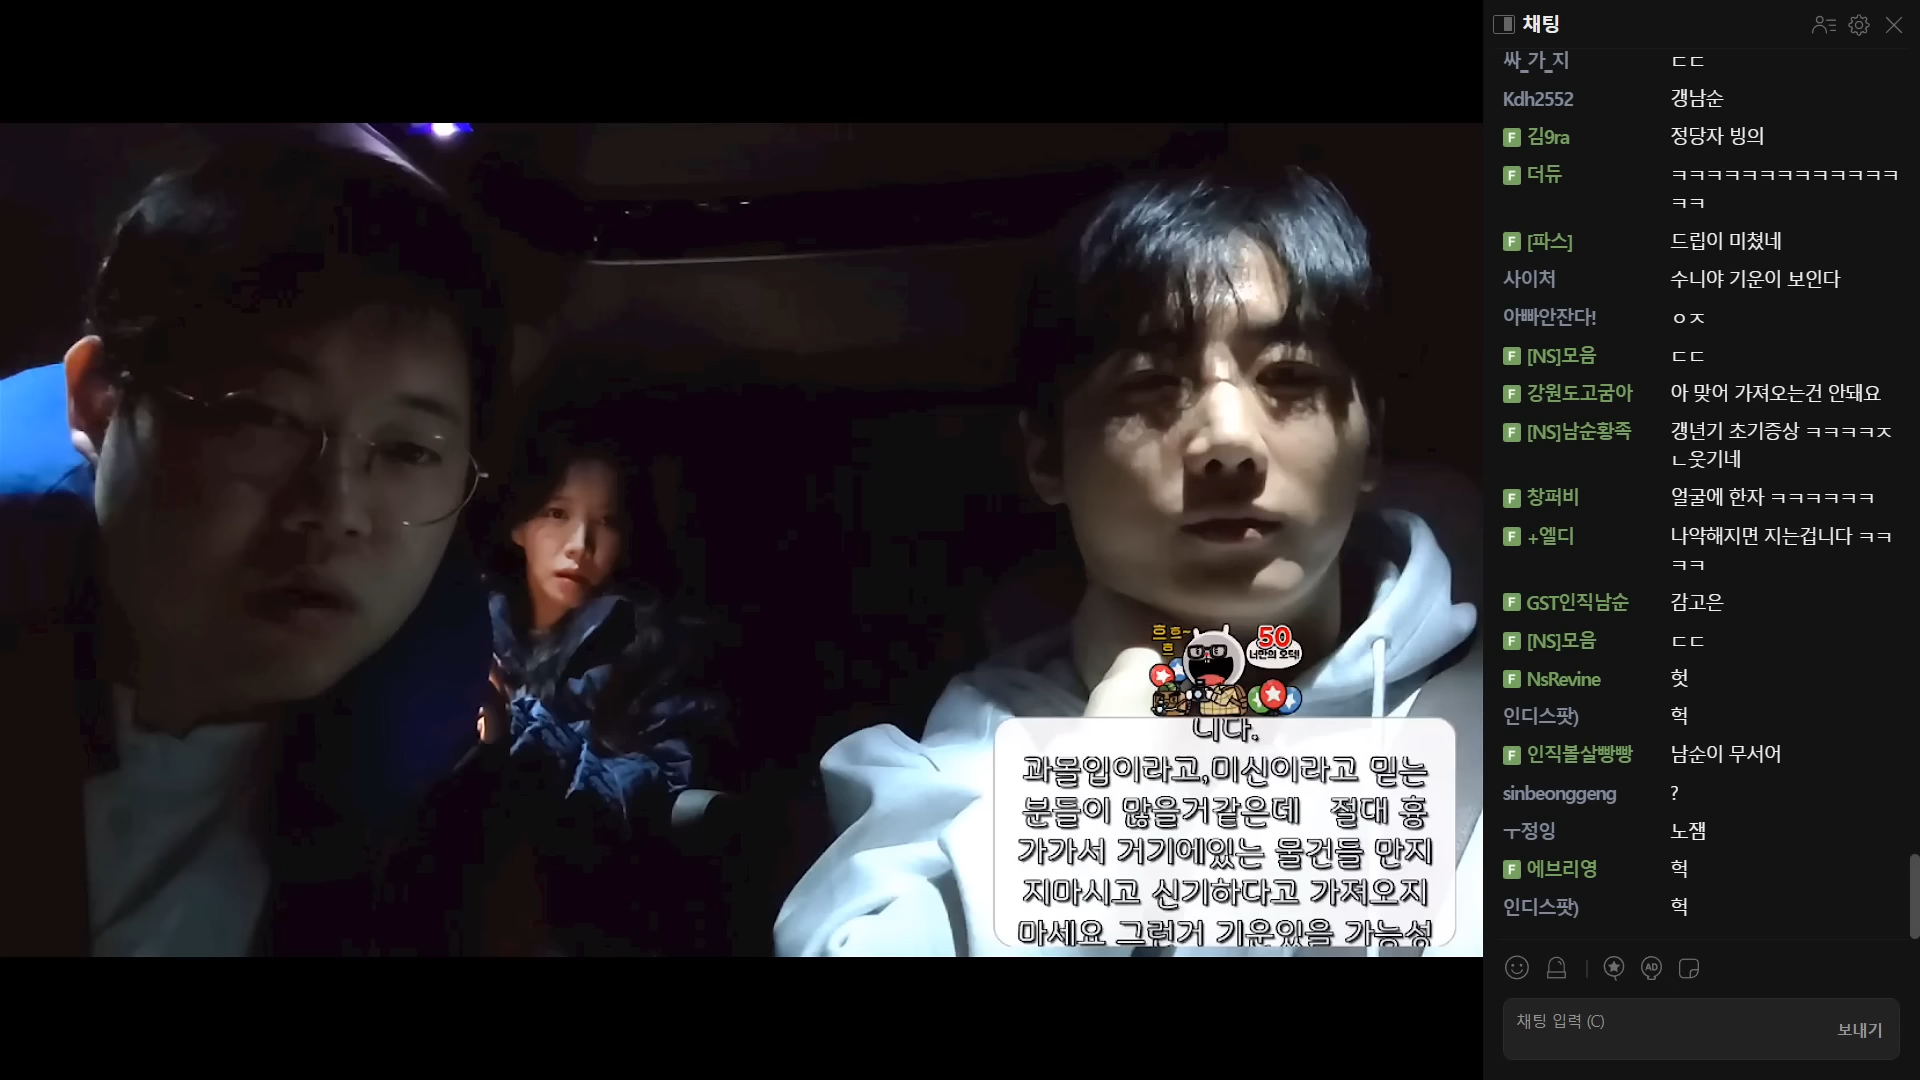 흐흐~
흐
50
너만의 오덕!
니다.
과몰입이라고,미신이라고 믿는
분들이 많을거같은데 절대 흉
가가서 거기에있는 물건들 만지
지마시고 신기하다고 가져오지
마세요 그런거 기운있을 가능성
채팅
싸_가_지 ㄷㄷ
Kdh2552 갱남순
F 김9ra 정당자 빙의
F 더듀 ㅋㅋㅋㅋㅋㅋㅋㅋㅋㅋㅋㅋㅋ
ㅋㅋ
F [파스] 드립이 미쳤네
사이처 수니야 기운이 보인다
아빠안잔다! ㅇㅈ
F [NS]모음 ㄷㄷ
F 강원도고굼아 아 맞어 가져오는건 안돼요
F [NS]남순황족 갱년기 초기증상 ㅋㅋㅋㅋㅈ
ㄴ웃기네
F 창퍼비 얼굴에 한자 ㅋㅋㅋㅋㅋㅋ
F +엘디 나약해지면 지는겁니다 ㅋㅋ
ㅋㅋ
F GST인직남순 감고은
F [NS]모음 ㄷㄷ
F NsRevine 헛
인디스팟) 헉
F 인직볼살빵빵 남순이 무서어
sinbeonggeng ?
ㅜ정잉 노잼
F 에브리영 헉
인디스팟) 헉
AD
채팅 입력 (C)
보내기